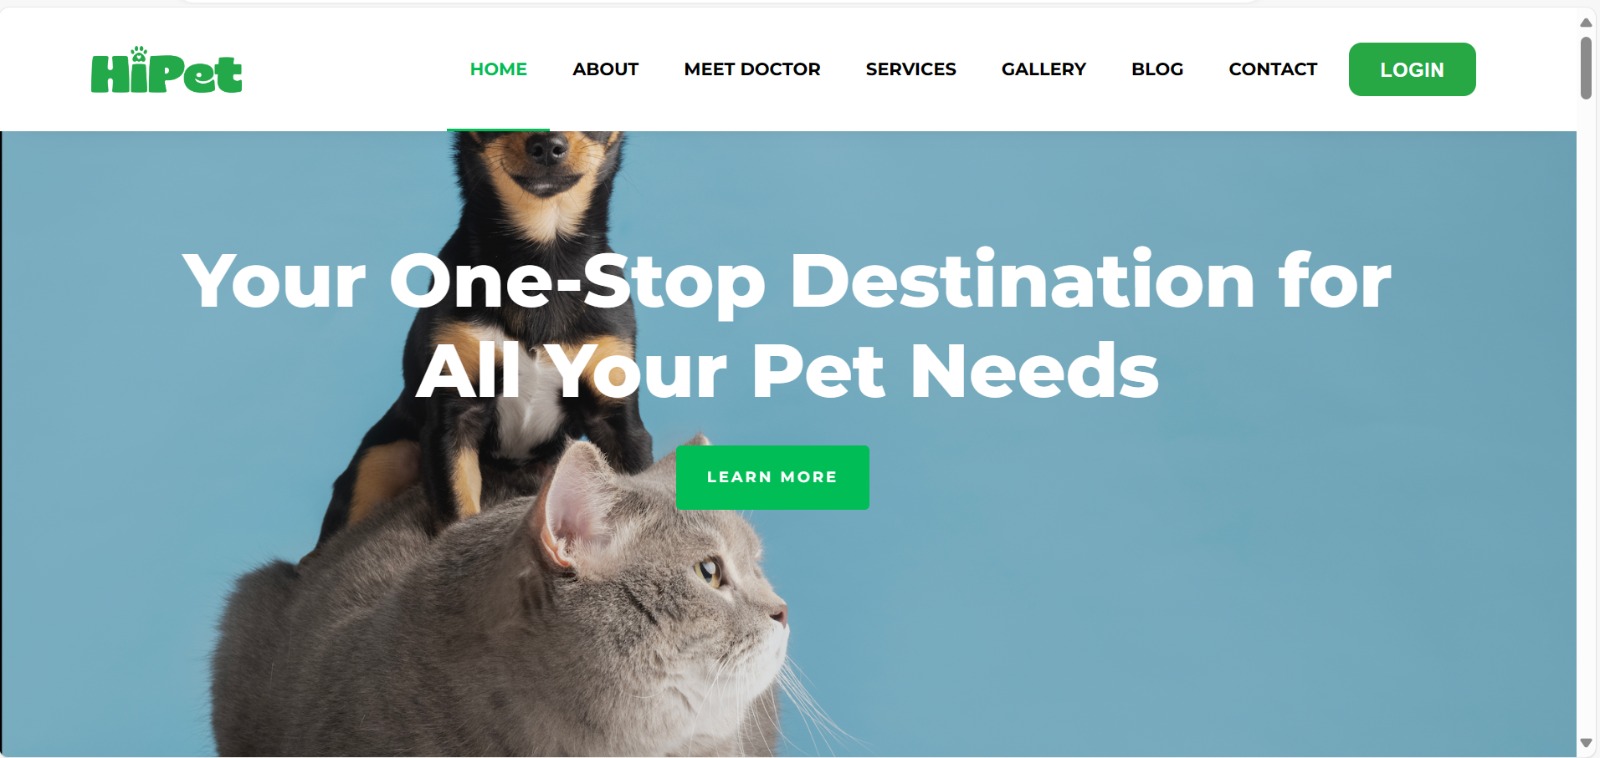 HiPet
HOME ABOUT MEET DOCTOR SERVICES GALLERY BLOG CONTACT LOGIN
Your One-Stop Destination for
All Your Pet Needs
LEARN MORE